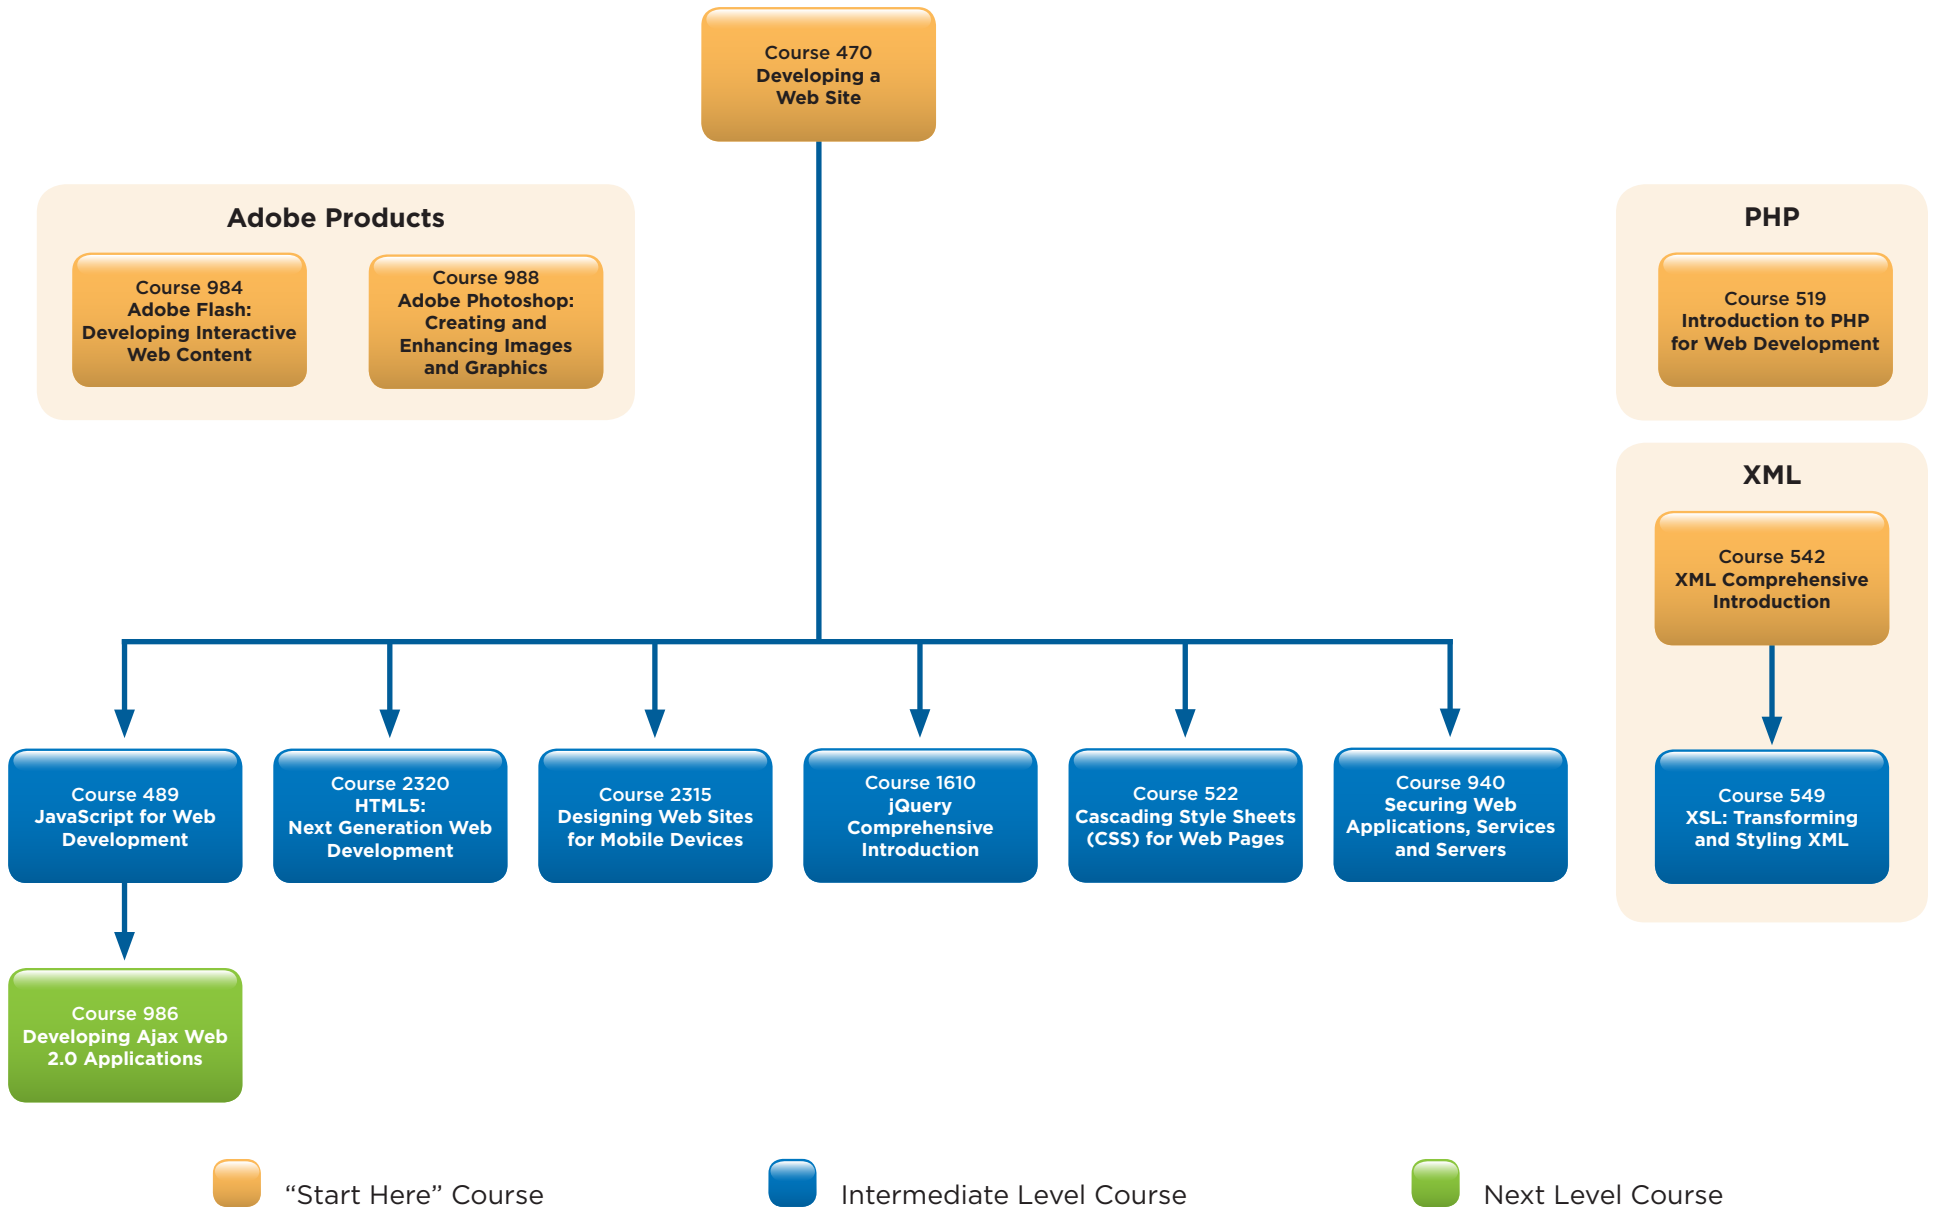 Course 470
Developing a
Web Site
Adobe Products
Course 984
Adobe Flash:
Developing Interactive
Web Content
Course 988
Adobe Photoshop:
Creating and
Enhancing Images
and Graphics
PHP
Course 519
Introduction to PHP
for Web Development
XML
Course 542
XML Comprehensive
Introduction
Course 489
JavaScript for Web
Development
Course 2320
HTML5:
Next Generation Web
Development
Course 2315
Designing Web Sites
for Mobile Devices
Course 1610
jQuery
Comprehensive
Introduction
Course 522
Cascading Style Sheets
(CSS) for Web Pages
Course 940
Securing Web
Applications, Services
and Servers
Course 549
XSL: Transforming
and Styling XML
Course 986
Developing Ajax Web
2.0 Applications
“Start Here” Course
Intermediate Level Course
Next Level Course